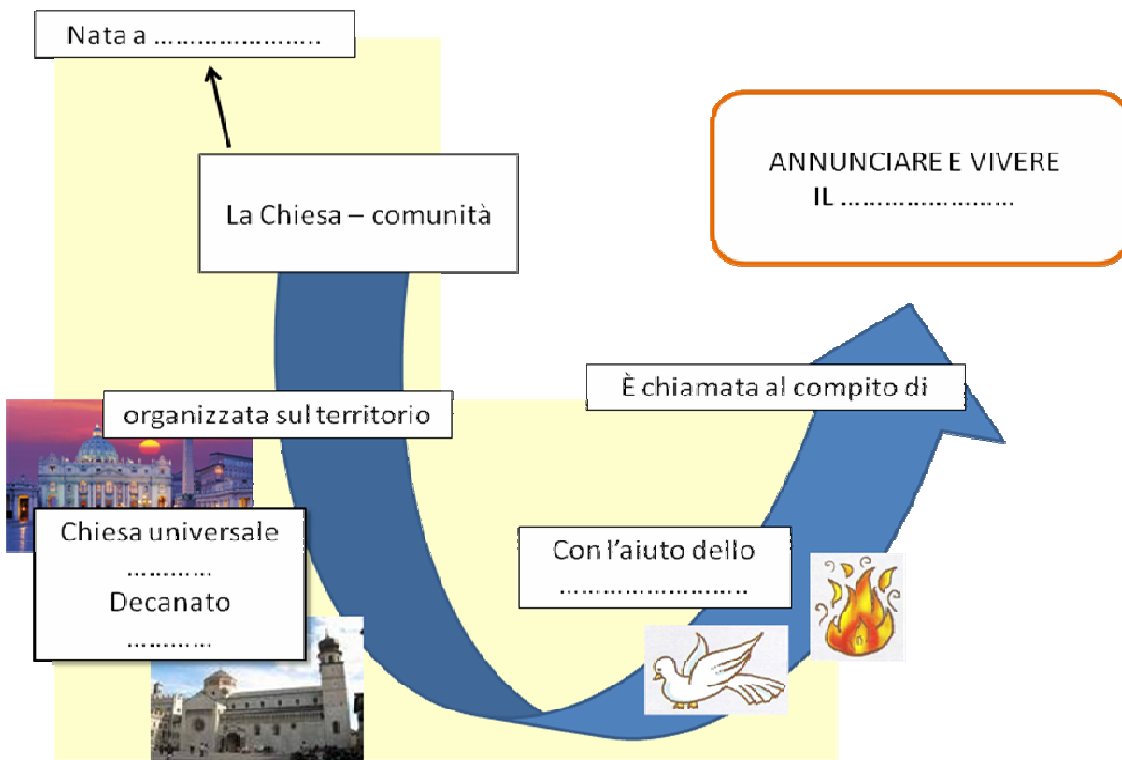 Nata a ........................
La Chiesa – comunità
ANNUNCIARE E VIVERE
IL ........................
organizzata sul territorio
È chiamata al compito di
Chiesa universale
............
Decanato
............
Con l'aiuto dello
..........................